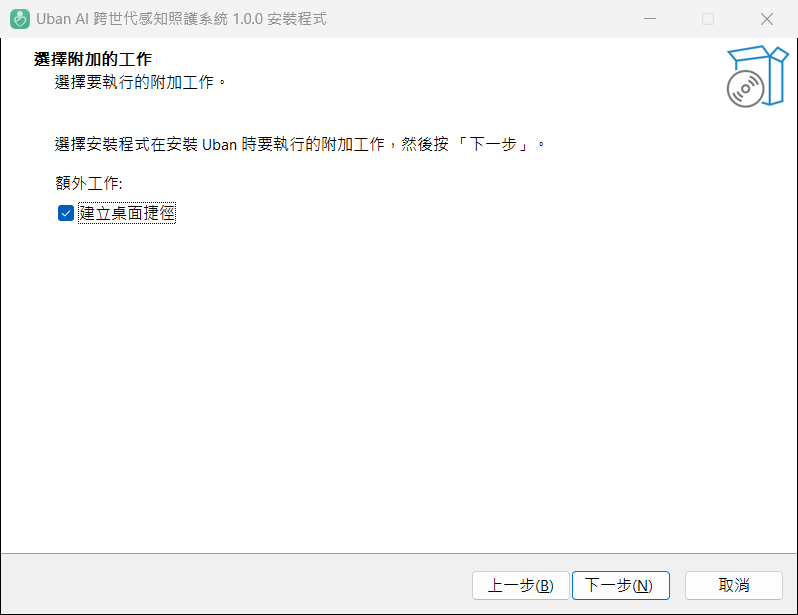 Uban AI 跨世代感知照護系統 1.0.0 安裝程式
選擇附加的工作
選擇要執行的附加工作。
選擇安裝程式在安裝 Uban 時要執行的附加工作，然後按「下一步」。
額外工作:
建立桌面捷徑
上一步(B) 下一步(N) 取消